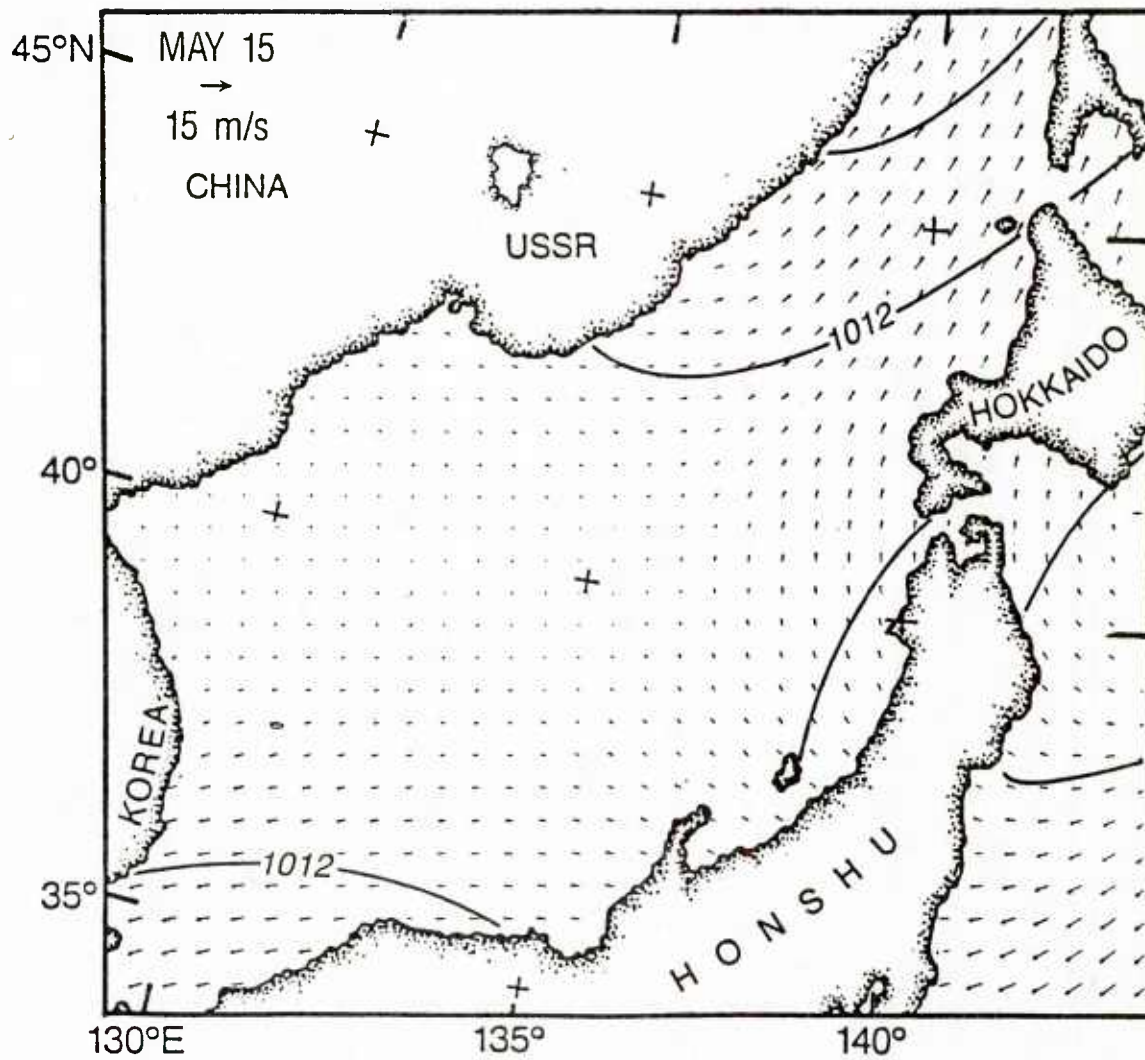 45°N
MAY 15
→
15 m/s
CHINA
USSR
1012
HOKKAIDO
40°
KOREA
1012
35°
HONSHU
130°E
135°
140°